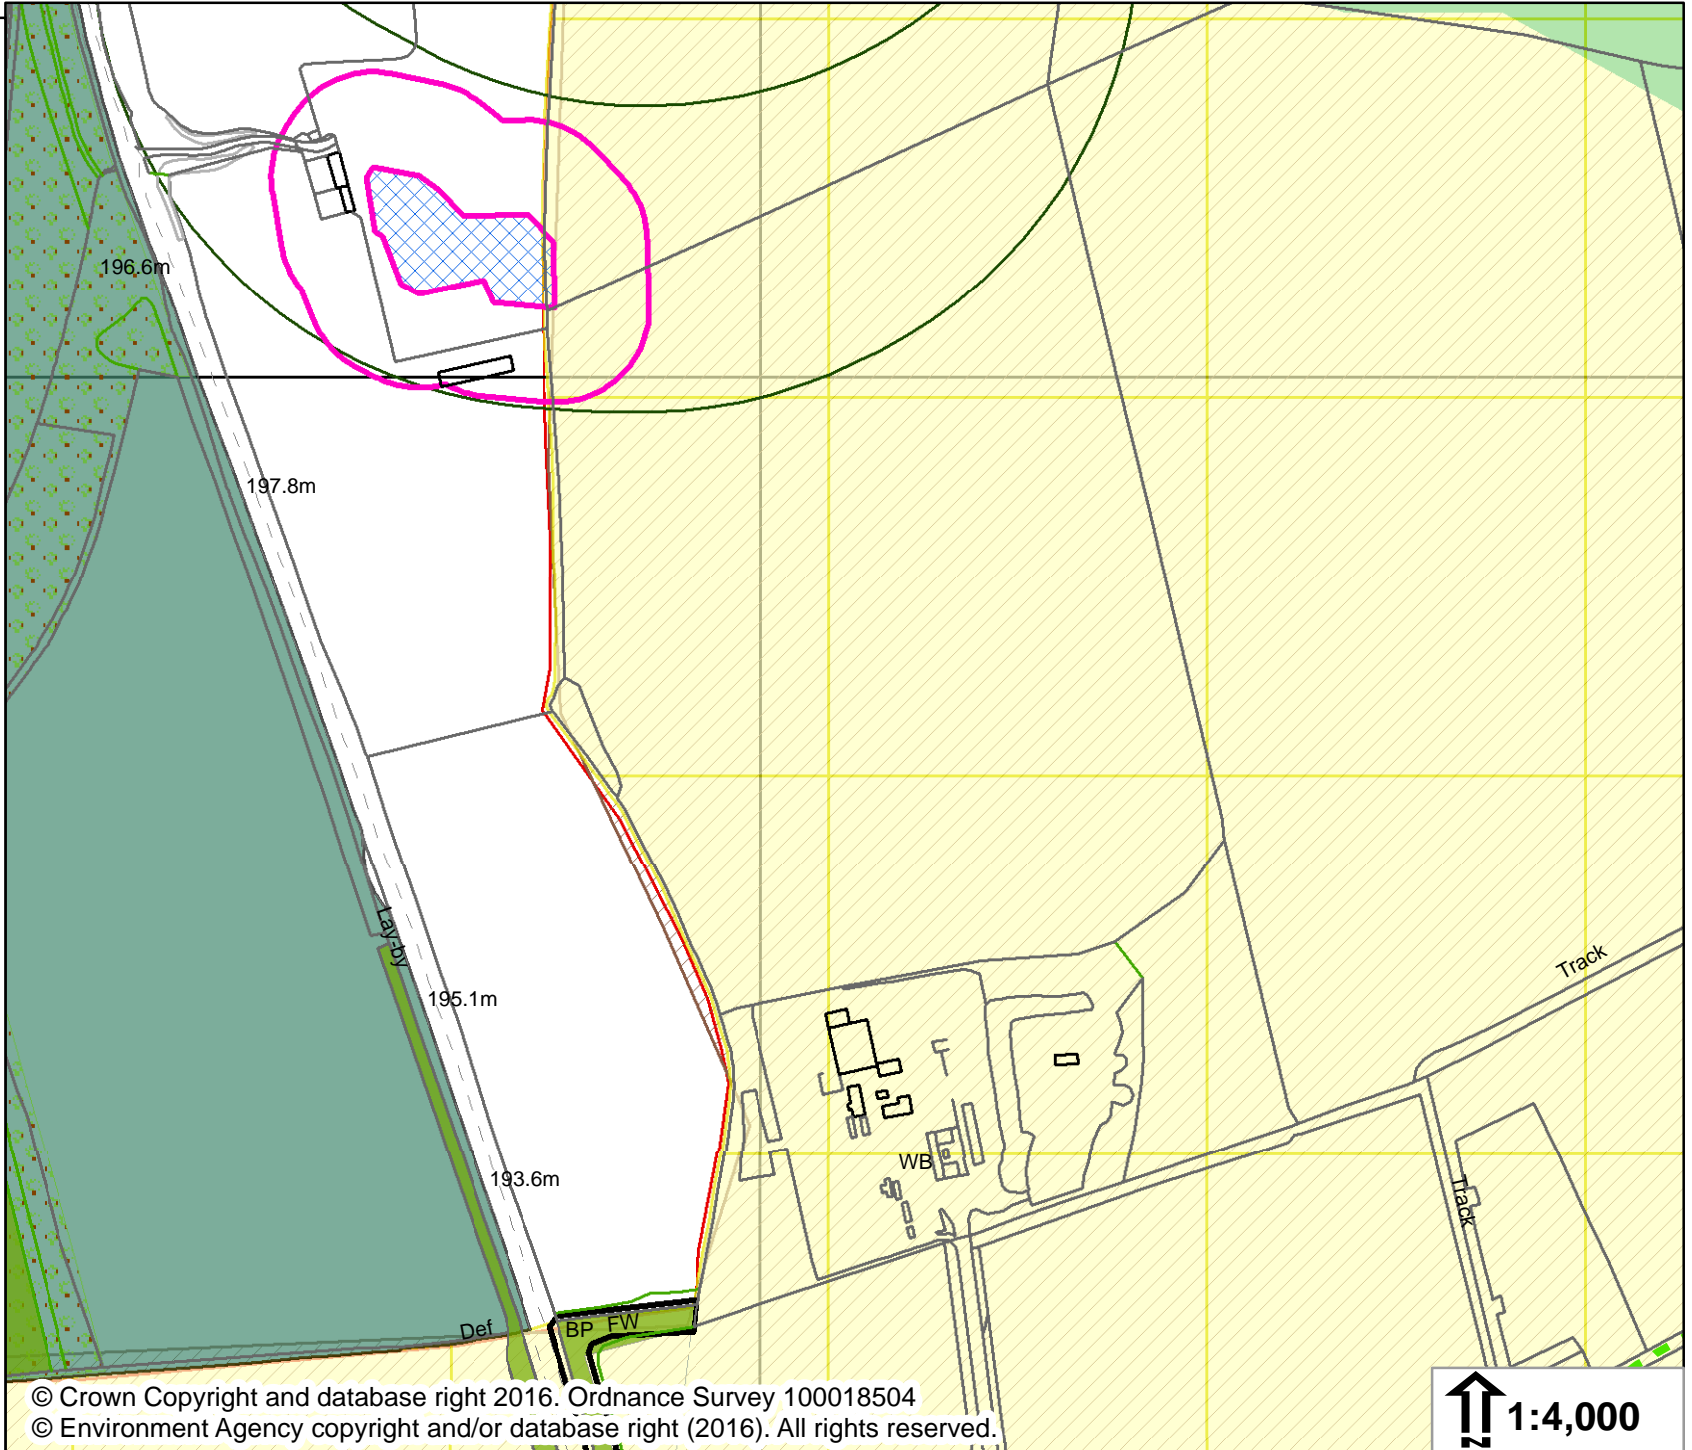 196.6m
197.8m
Lay-by
195.1m
Track
WB
193.6m
Track
Def
BP
FW
© Crown Copyright and database right 2016. Ordnance Survey 100018504
© Environment Agency copyright and/or database right (2016). All rights reserved.
1:4,000
N